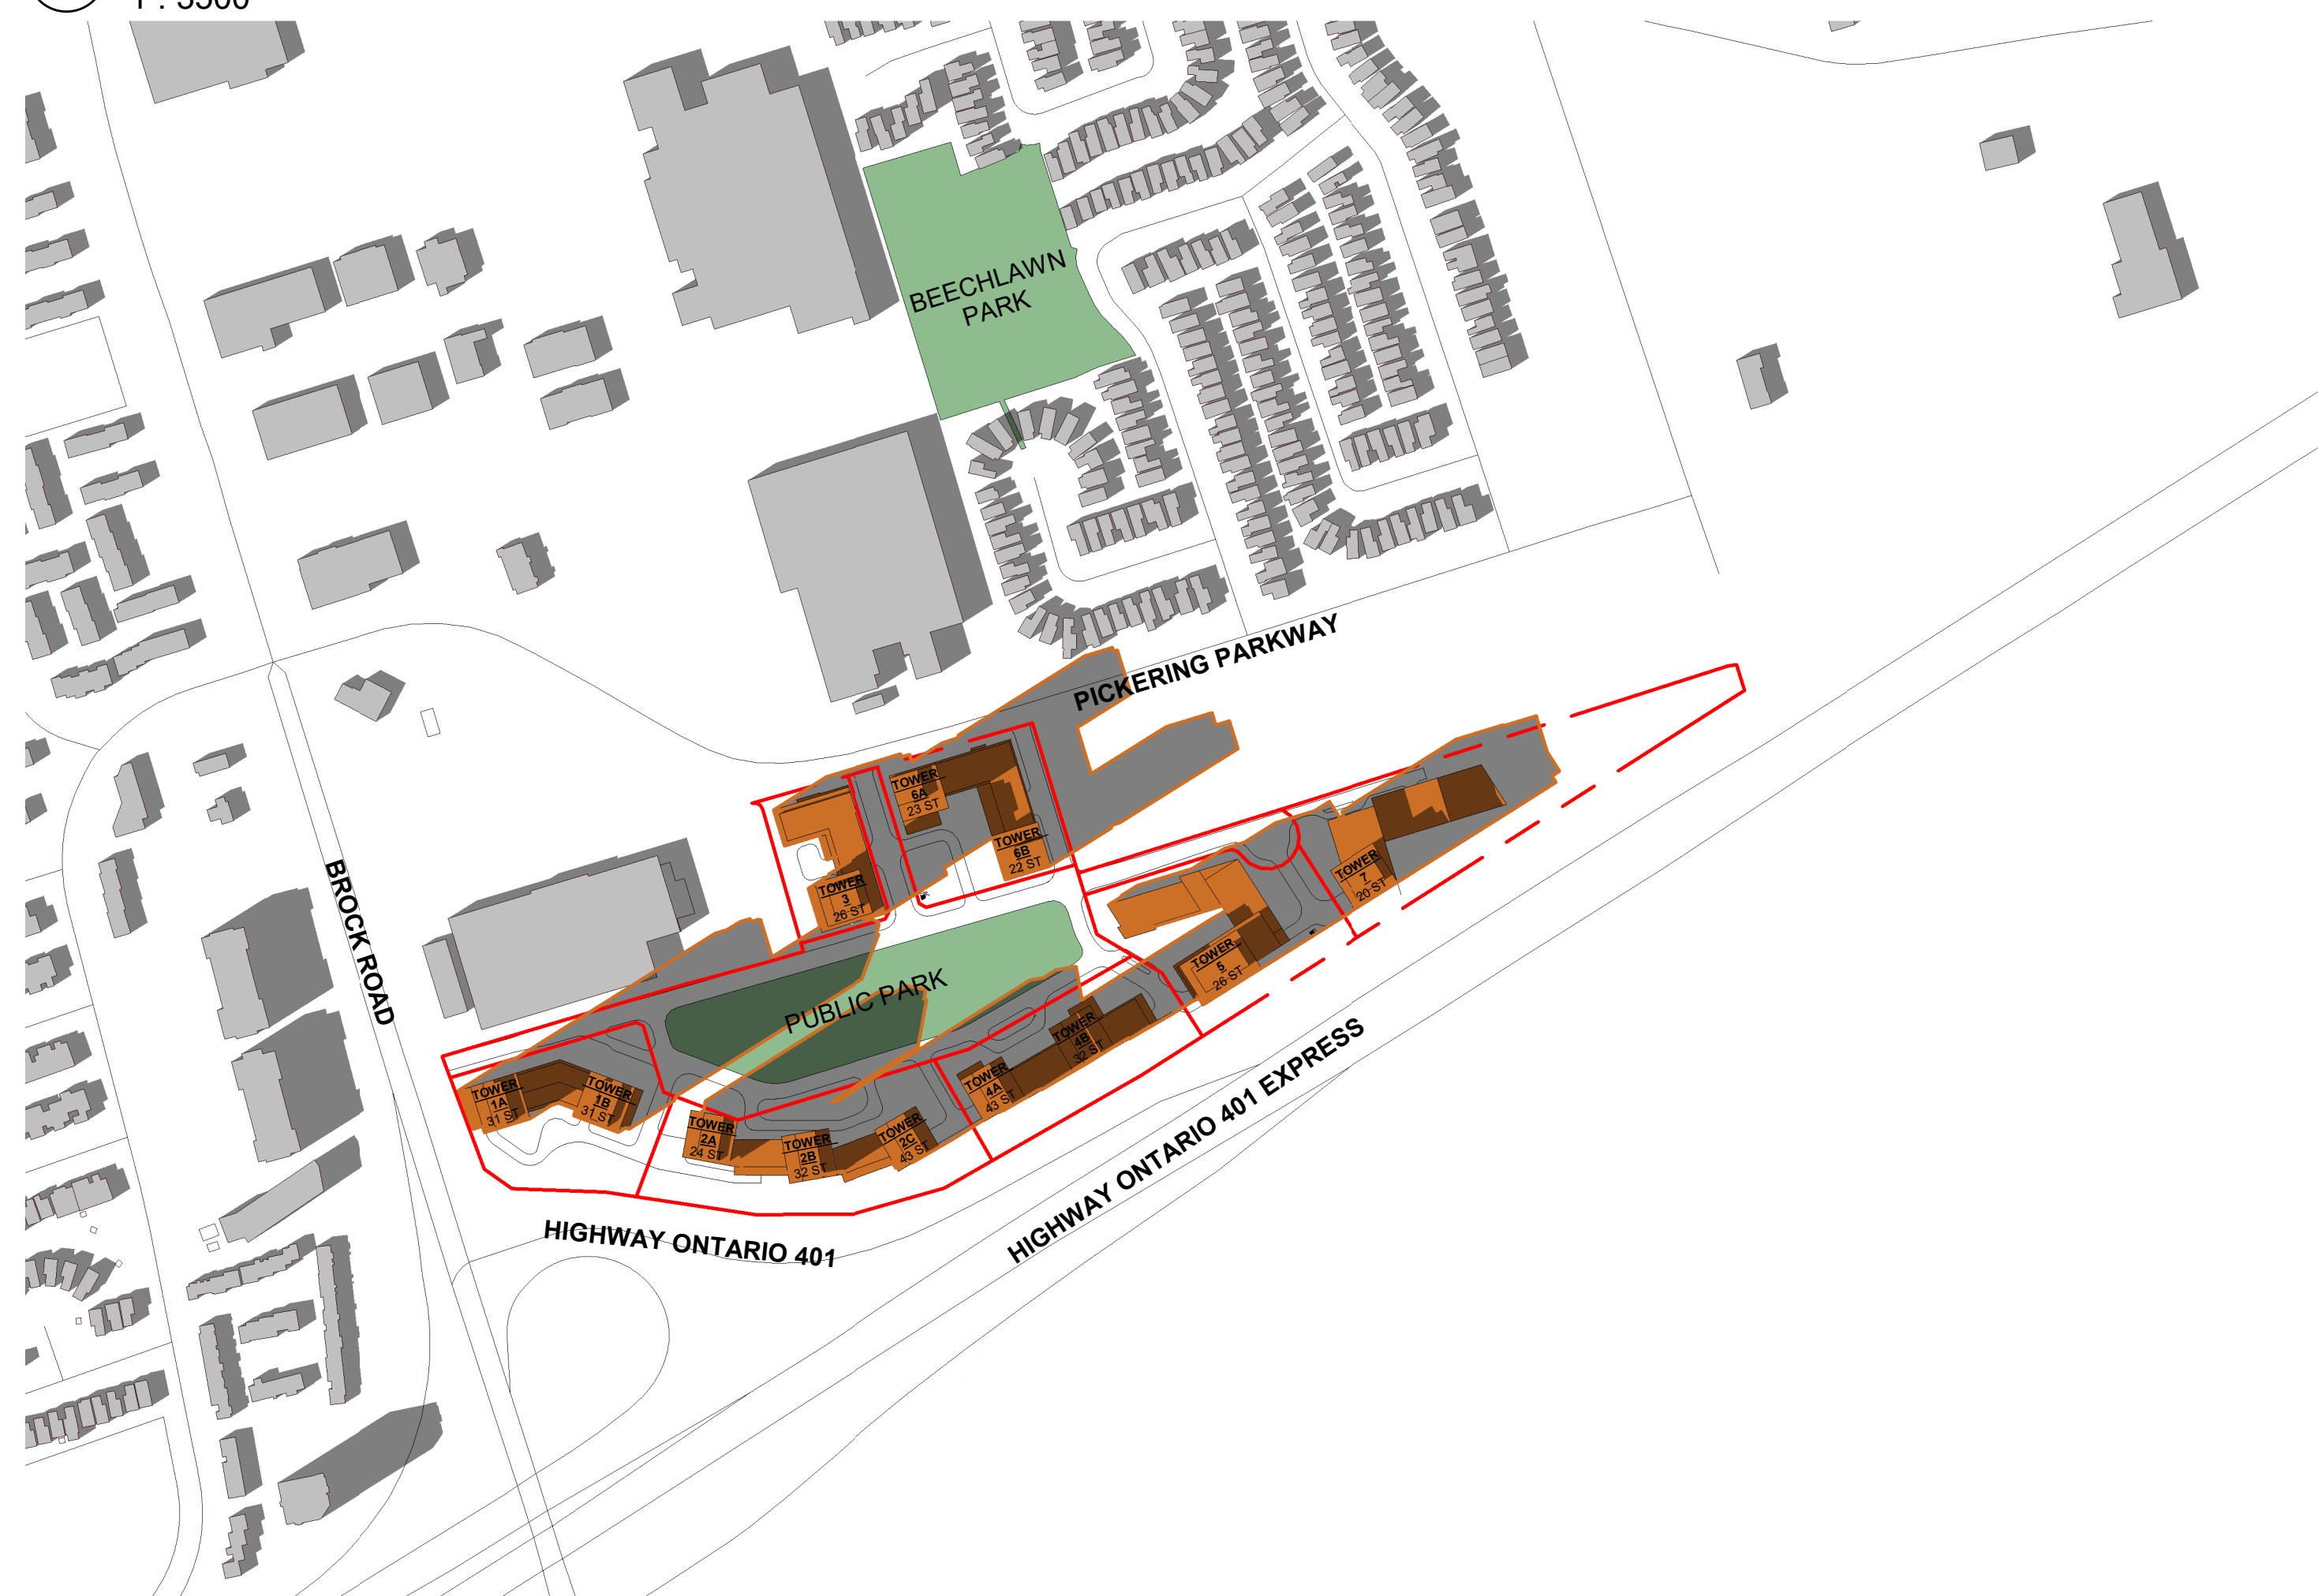 1 : 3500
BEECHLAWN
PARK
PICKERING PARKWAY
TOWER
6A
23 ST
TOWER
6B
22 ST
TOWER
3
26 ST
TOWER
7
20 ST
BROCK ROAD
TOWER
5
26 ST
PUBLIC PARK
TOWER
4B
32 ST
TOWER
4A
43 ST
TOWER
1A
31 ST
TOWER
1B
31 ST
TOWER
2A
24 ST
TOWER
2B
32 ST
TOWER
2C
43 ST
HIGHWAY ONTARIO 401
HIGHWAY ONTARIO 401 EXPRESS